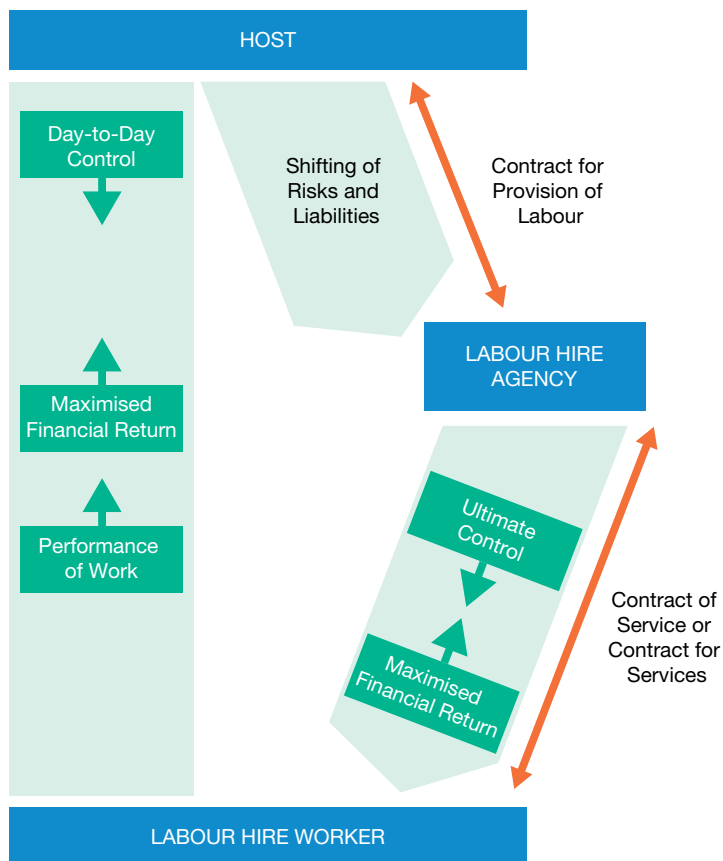 HOST
Day-to-Day
Control
Shifting of
Risks and
Liabilities
Contract for
Provision of
Labour
LABOUR HIRE
AGENCY
Maximised
Financial Return
Performance
of Work
Ultimate
Control
Maximised
Financial Return
Contract of
Service or
Contract for
Services
LABOUR HIRE WORKER